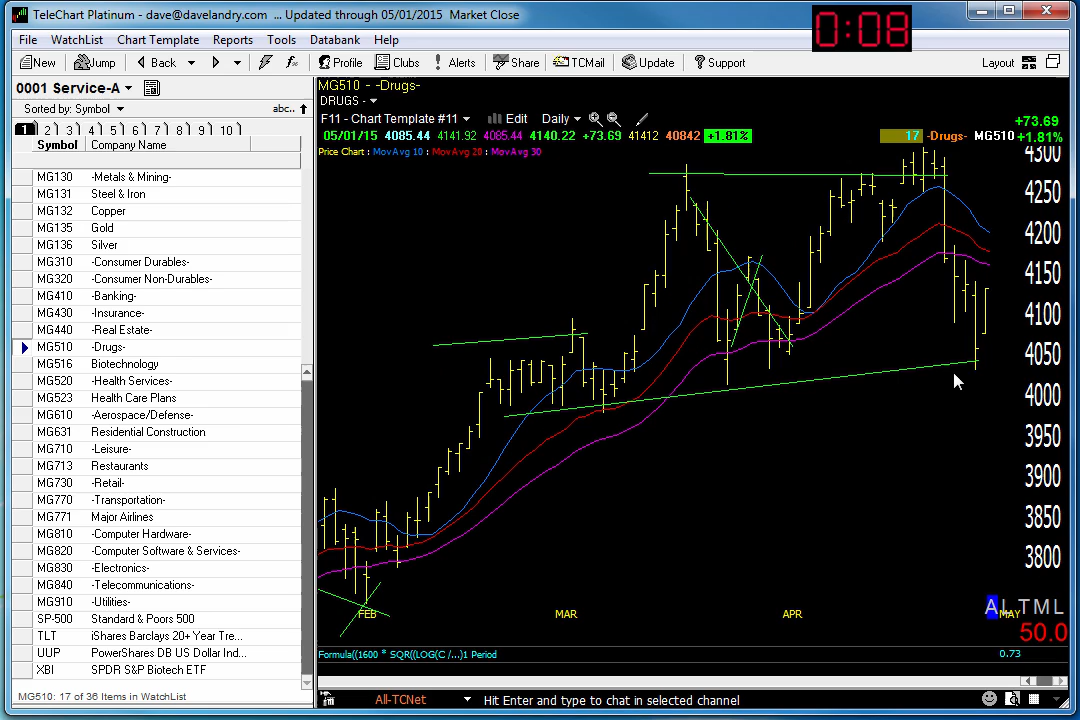 TeleChart Platinum - dave@davelandry.com ... Updated through 05/01/2015 Market Close
0:08
File WatchList Chart Template Reports Tools Databank Help
New Jump Back Profile Clubs Alerts Share TCMail Update Support Layout
0001 Service-A
Sorted by: Symbol abc..
1 2 3 4 5 6 7 8 9 10
Symbol Company Name
MG130 -Metals & Mining-
MG131 Steel & Iron
MG132 Copper
MG135 Gold
MG136 Silver
MG310 -Consumer Durables-
MG320 -Consumer Non-Durables-
MG410 -Banking-
MG430 -Insurance-
MG440 -Real Estate-
MG510 -Drugs-
MG516 Biotechnology
MG520 -Health Services-
MG523 Health Care Plans
MG610 -Aerospace/Defense-
MG631 Residential Construction
MG710 -Leisure-
MG713 Restaurants
MG730 -Retail-
MG770 -Transportation-
MG771 Major Airlines
MG810 -Computer Hardware-
MG820 -Computer Software & Services-
MG830 -Electronics-
MG840 -Telecommunications-
MG910 -Utilities-
SP-500 Standard & Poors 500
TLT iShares Barclays 20+ Year Tre...
UUP PowerShares DB US Dollar Ind...
XBI SPDR S&P Biotech ETF
MG510: 17 of 36 Items in WatchList
MG510 - -Drugs-
DRUGS -
F11 - Chart Template #11 Edit Daily
+73.69
05/01/15 4085.44 4141.92 4085.44 4140.22 +73.69 41412 40842 +1.81% 17 -Drugs- MG510 +1.81%
Price Chart : MovAvg 10 : MovAvg 20 : MovAvg 30
4300
4250
4200
4150
4100
4050
4000
3950
3900
3850
3800
FEB MAR APR MAY
A L T M L
50.0
Formula((1600 * SQR((LOG(C /...)1 Period 0.73
All-TCNet Hit Enter and type to chat in selected channel